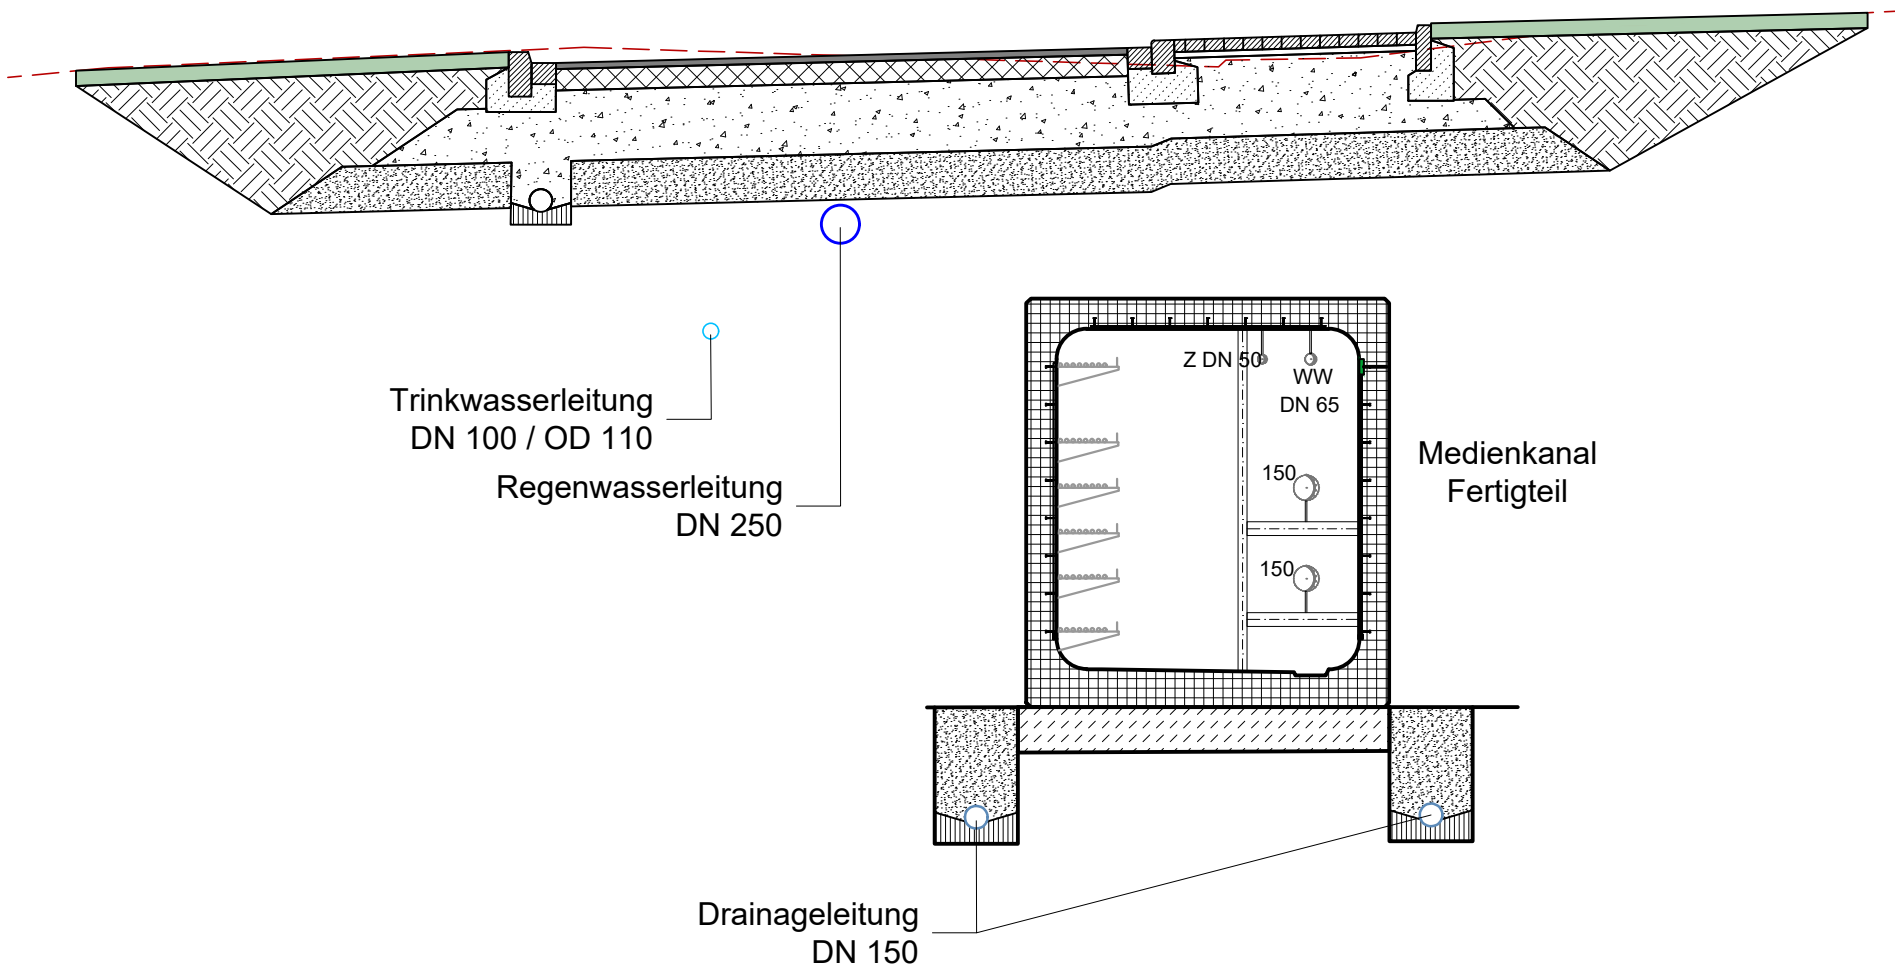 Z DN 50
WW
DN 65
Trinkwasserleitung
DN 100 / OD 110
Medienkanal
Fertigteil
150
Regenwasserleitung
DN 250
150
Drainageleitung
DN 150